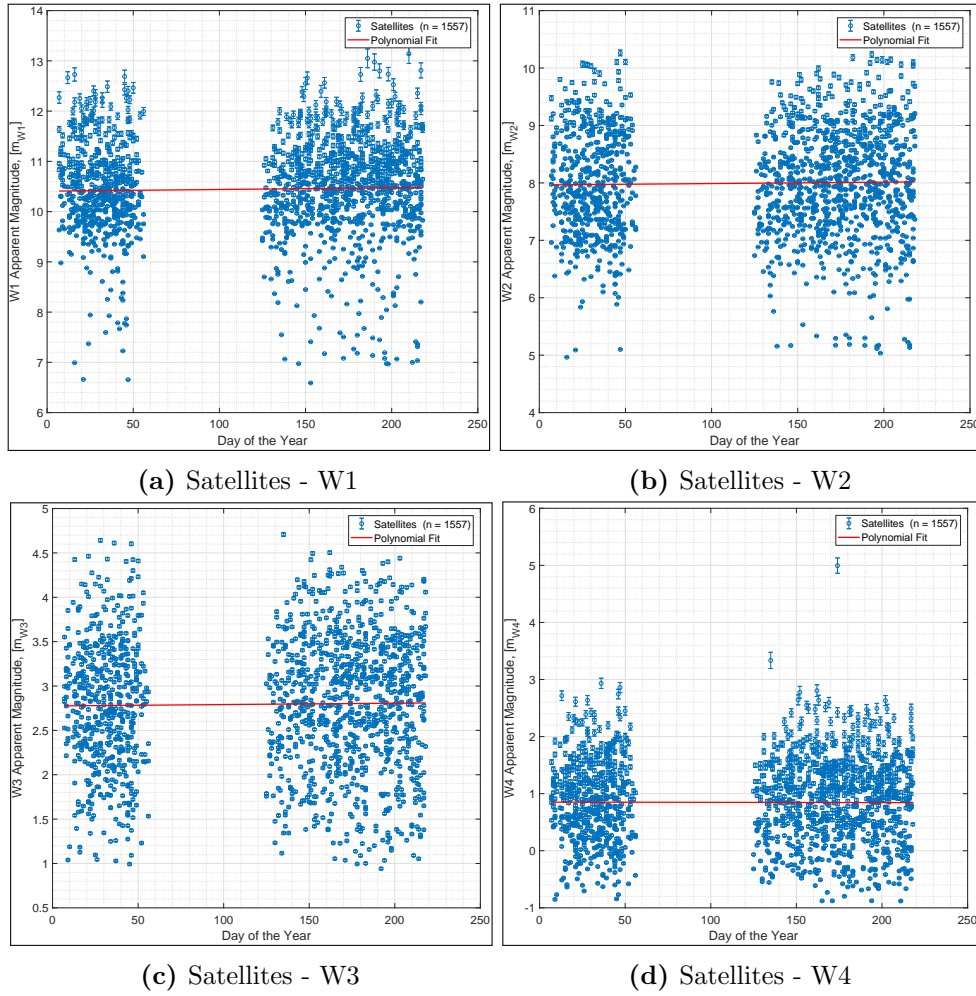 14
13
12
11
10
9
8
7
6
W1 Apparent Magnitude, [m_W1]
Satellites (n = 1557)
Polynomial Fit
0 50 100 150 200 250
Day of the Year
(a) Satellites - W1
11
10
9
8
7
6
5
4
W2 Apparent Magnitude, [m_W2]
Satellites (n = 1557)
Polynomial Fit
0 50 100 150 200 250
Day of the Year
(b) Satellites - W2
5
4.5
4
3.5
3
2.5
2
1.5
1
0.5
W3 Apparent Magnitude, [m_W3]
Satellites (n = 1557)
Polynomial Fit
0 50 100 150 200 250
Day of the Year
(c) Satellites - W3
6
5
4
3
2
1
0
-1
W4 Apparent Magnitude, [m_W4]
Satellites (n = 1557)
Polynomial Fit
0 50 100 150 200 250
Day of the Year
(d) Satellites - W4